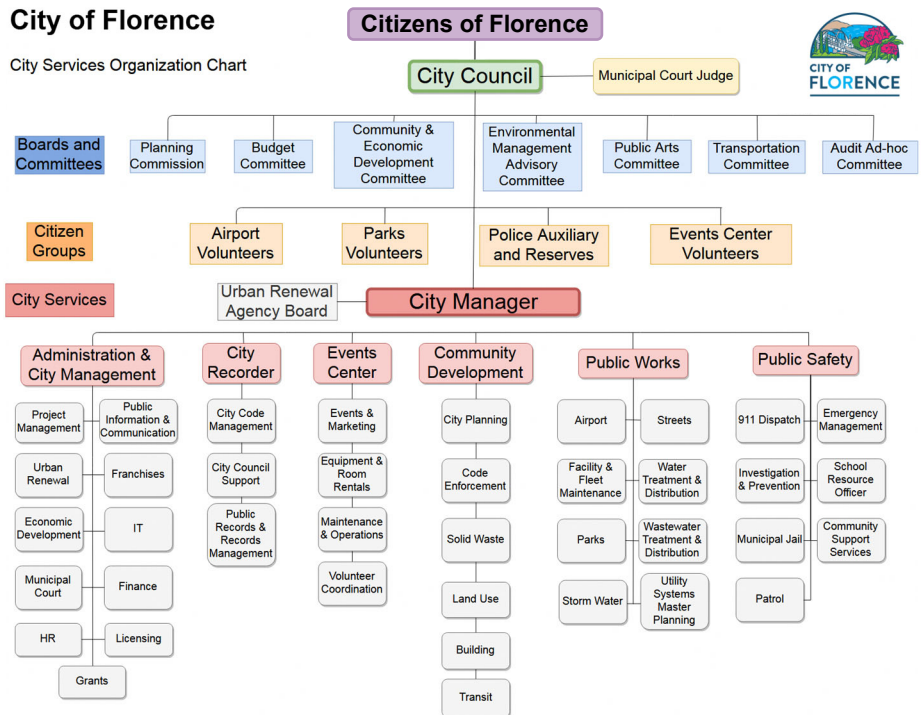 City of Florence
City Services Organization Chart
Citizens of Florence
City Council
Municipal Court Judge
CITY OF
FLORENCE
Boards and
Committees
Planning
Commission
Budget
Committee
Community &
Economic
Development
Committee
Environmental
Management
Advisory
Committee
Public Arts
Committee
Transportation
Committee
Audit Ad-hoc
Committee
Citizen
Groups
Airport
Volunteers
Parks
Volunteers
Police Auxiliary
and Reserves
Events Center
Volunteers
City Services
Urban Renewal
Agency Board
City Manager
Administration &
City Management
Project
Management
Public
Information &
Communication
Urban
Renewal
Franchises
Economic
Development
IT
Municipal
Court
Finance
HR
Licensing
Grants
City
Recorder
City Code
Management
City Council
Support
Public
Records &
Records
Management
Events
Center
Events &
Marketing
Equipment &
Room
Rentals
Maintenance
& Operations
Volunteer
Coordination
Community
Development
City Planning
Code
Enforcement
Solid Waste
Land Use
Building
Transit
Public Works
Airport
Streets
Facility &
Fleet
Maintenance
Water
Treatment &
Distribution
Parks
Wastewater
Treatment &
Distribution
Storm Water
Utility
Systems
Master
Planning
Public Safety
911 Dispatch
Emergency
Management
Investigation
& Prevention
School
Resource
Officer
Municipal Jail
Community
Support
Services
Patrol